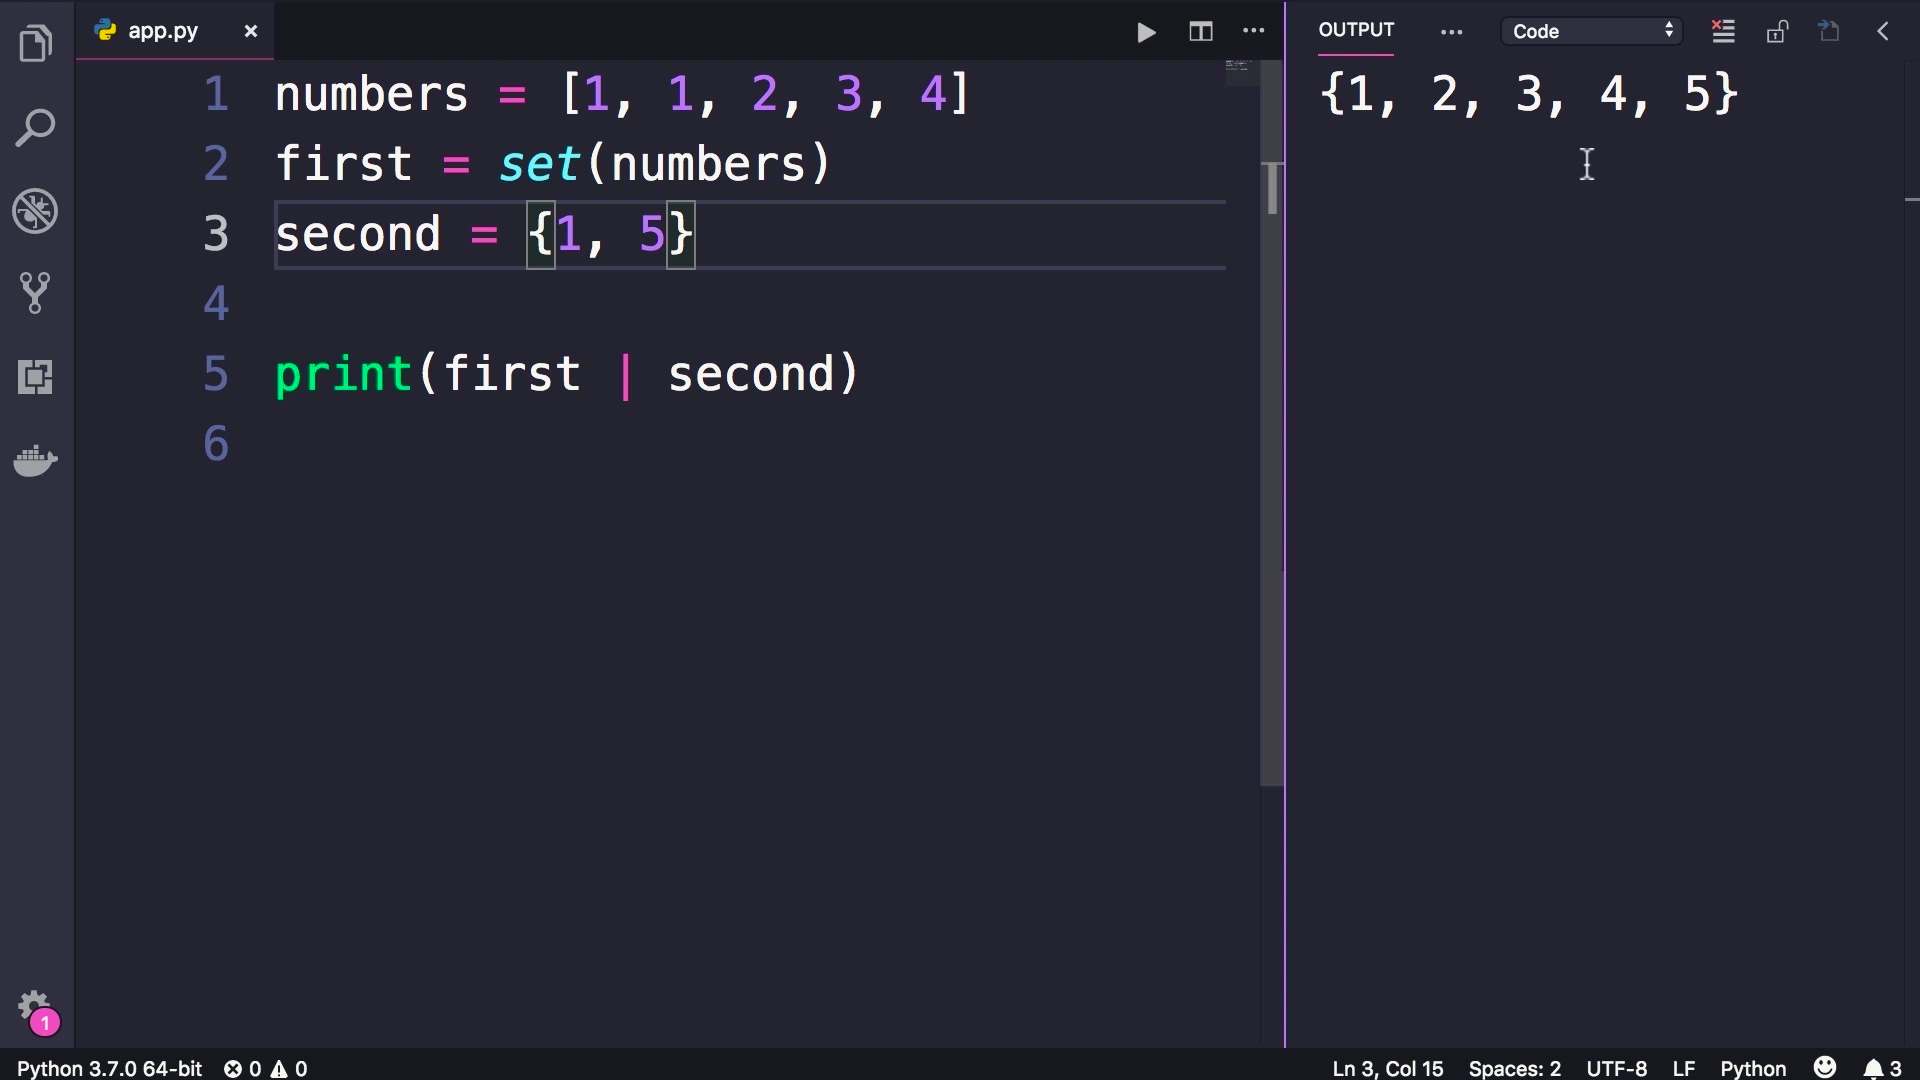 app.py ×
OUTPUT Code
1 numbers = [1, 1, 2, 3, 4]
2 first = set(numbers)
3 second = {1, 5}
4
5 print(first | second)
6
{1, 2, 3, 4, 5}
1
Python 3.7.0 64-bit 0 0
Ln 3, Col 15 Spaces: 2 UTF-8 LF Python 3